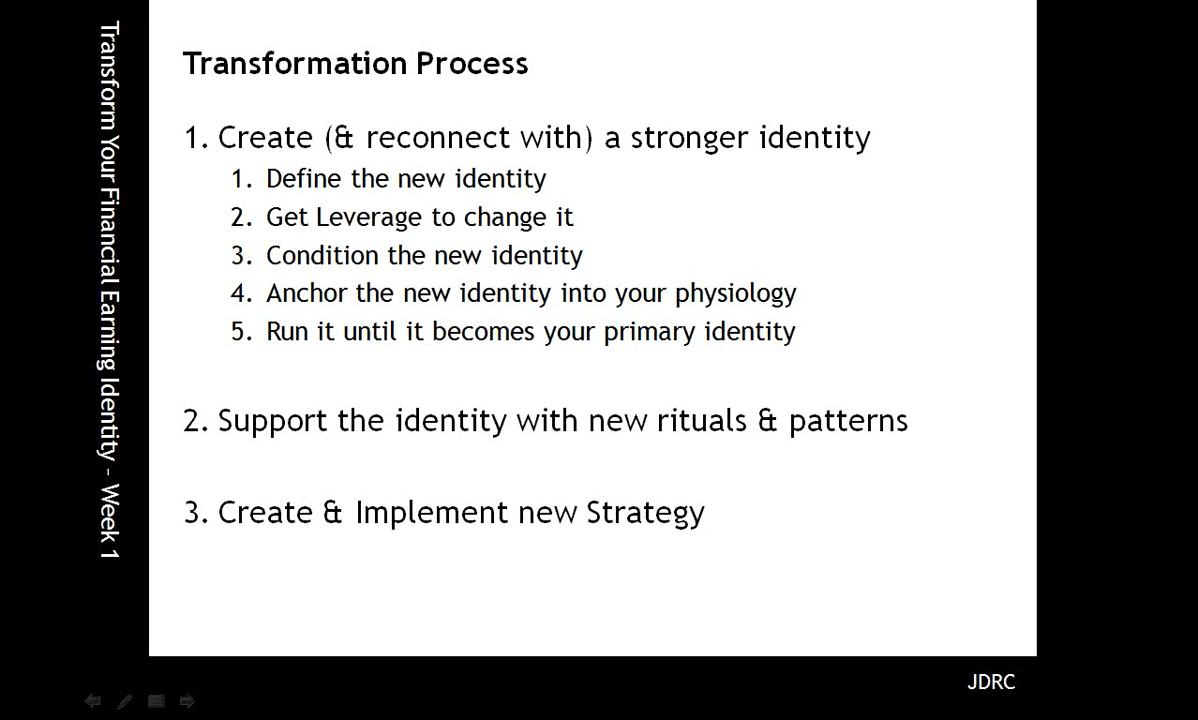 Transform Your Financial Earning Identity - Week 1
Transformation Process
1. Create (& reconnect with) a stronger identity
1. Define the new identity
2. Get Leverage to change it
3. Condition the new identity
4. Anchor the new identity into your physiology
5. Run it until it becomes your primary identity
2. Support the identity with new rituals & patterns
3. Create & Implement new Strategy
JDRC